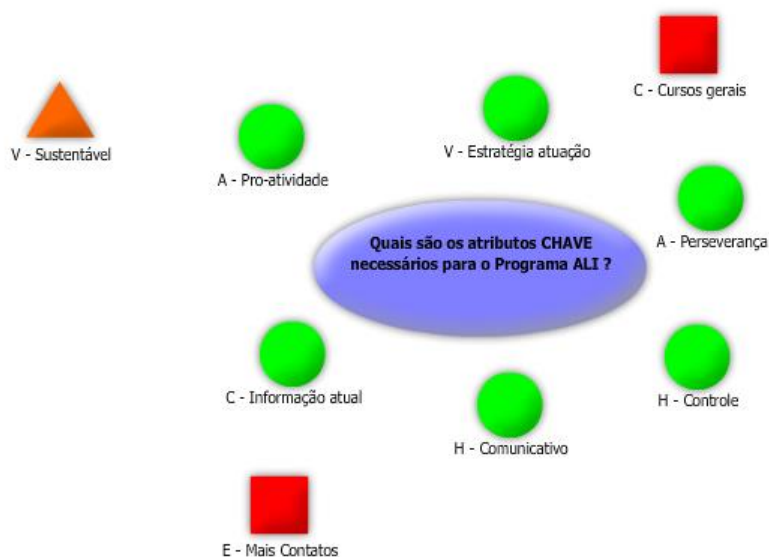 C - Cursos gerais
V - Sustentável
V - Estratégia atuação
A - Pro-atividade
A - Perseverança
Quais são os atributos CHAVE
necessários para o Programa ALI ?
C - Informação atual
H - Controle
H - Comunicativo
E - Mais Contatos